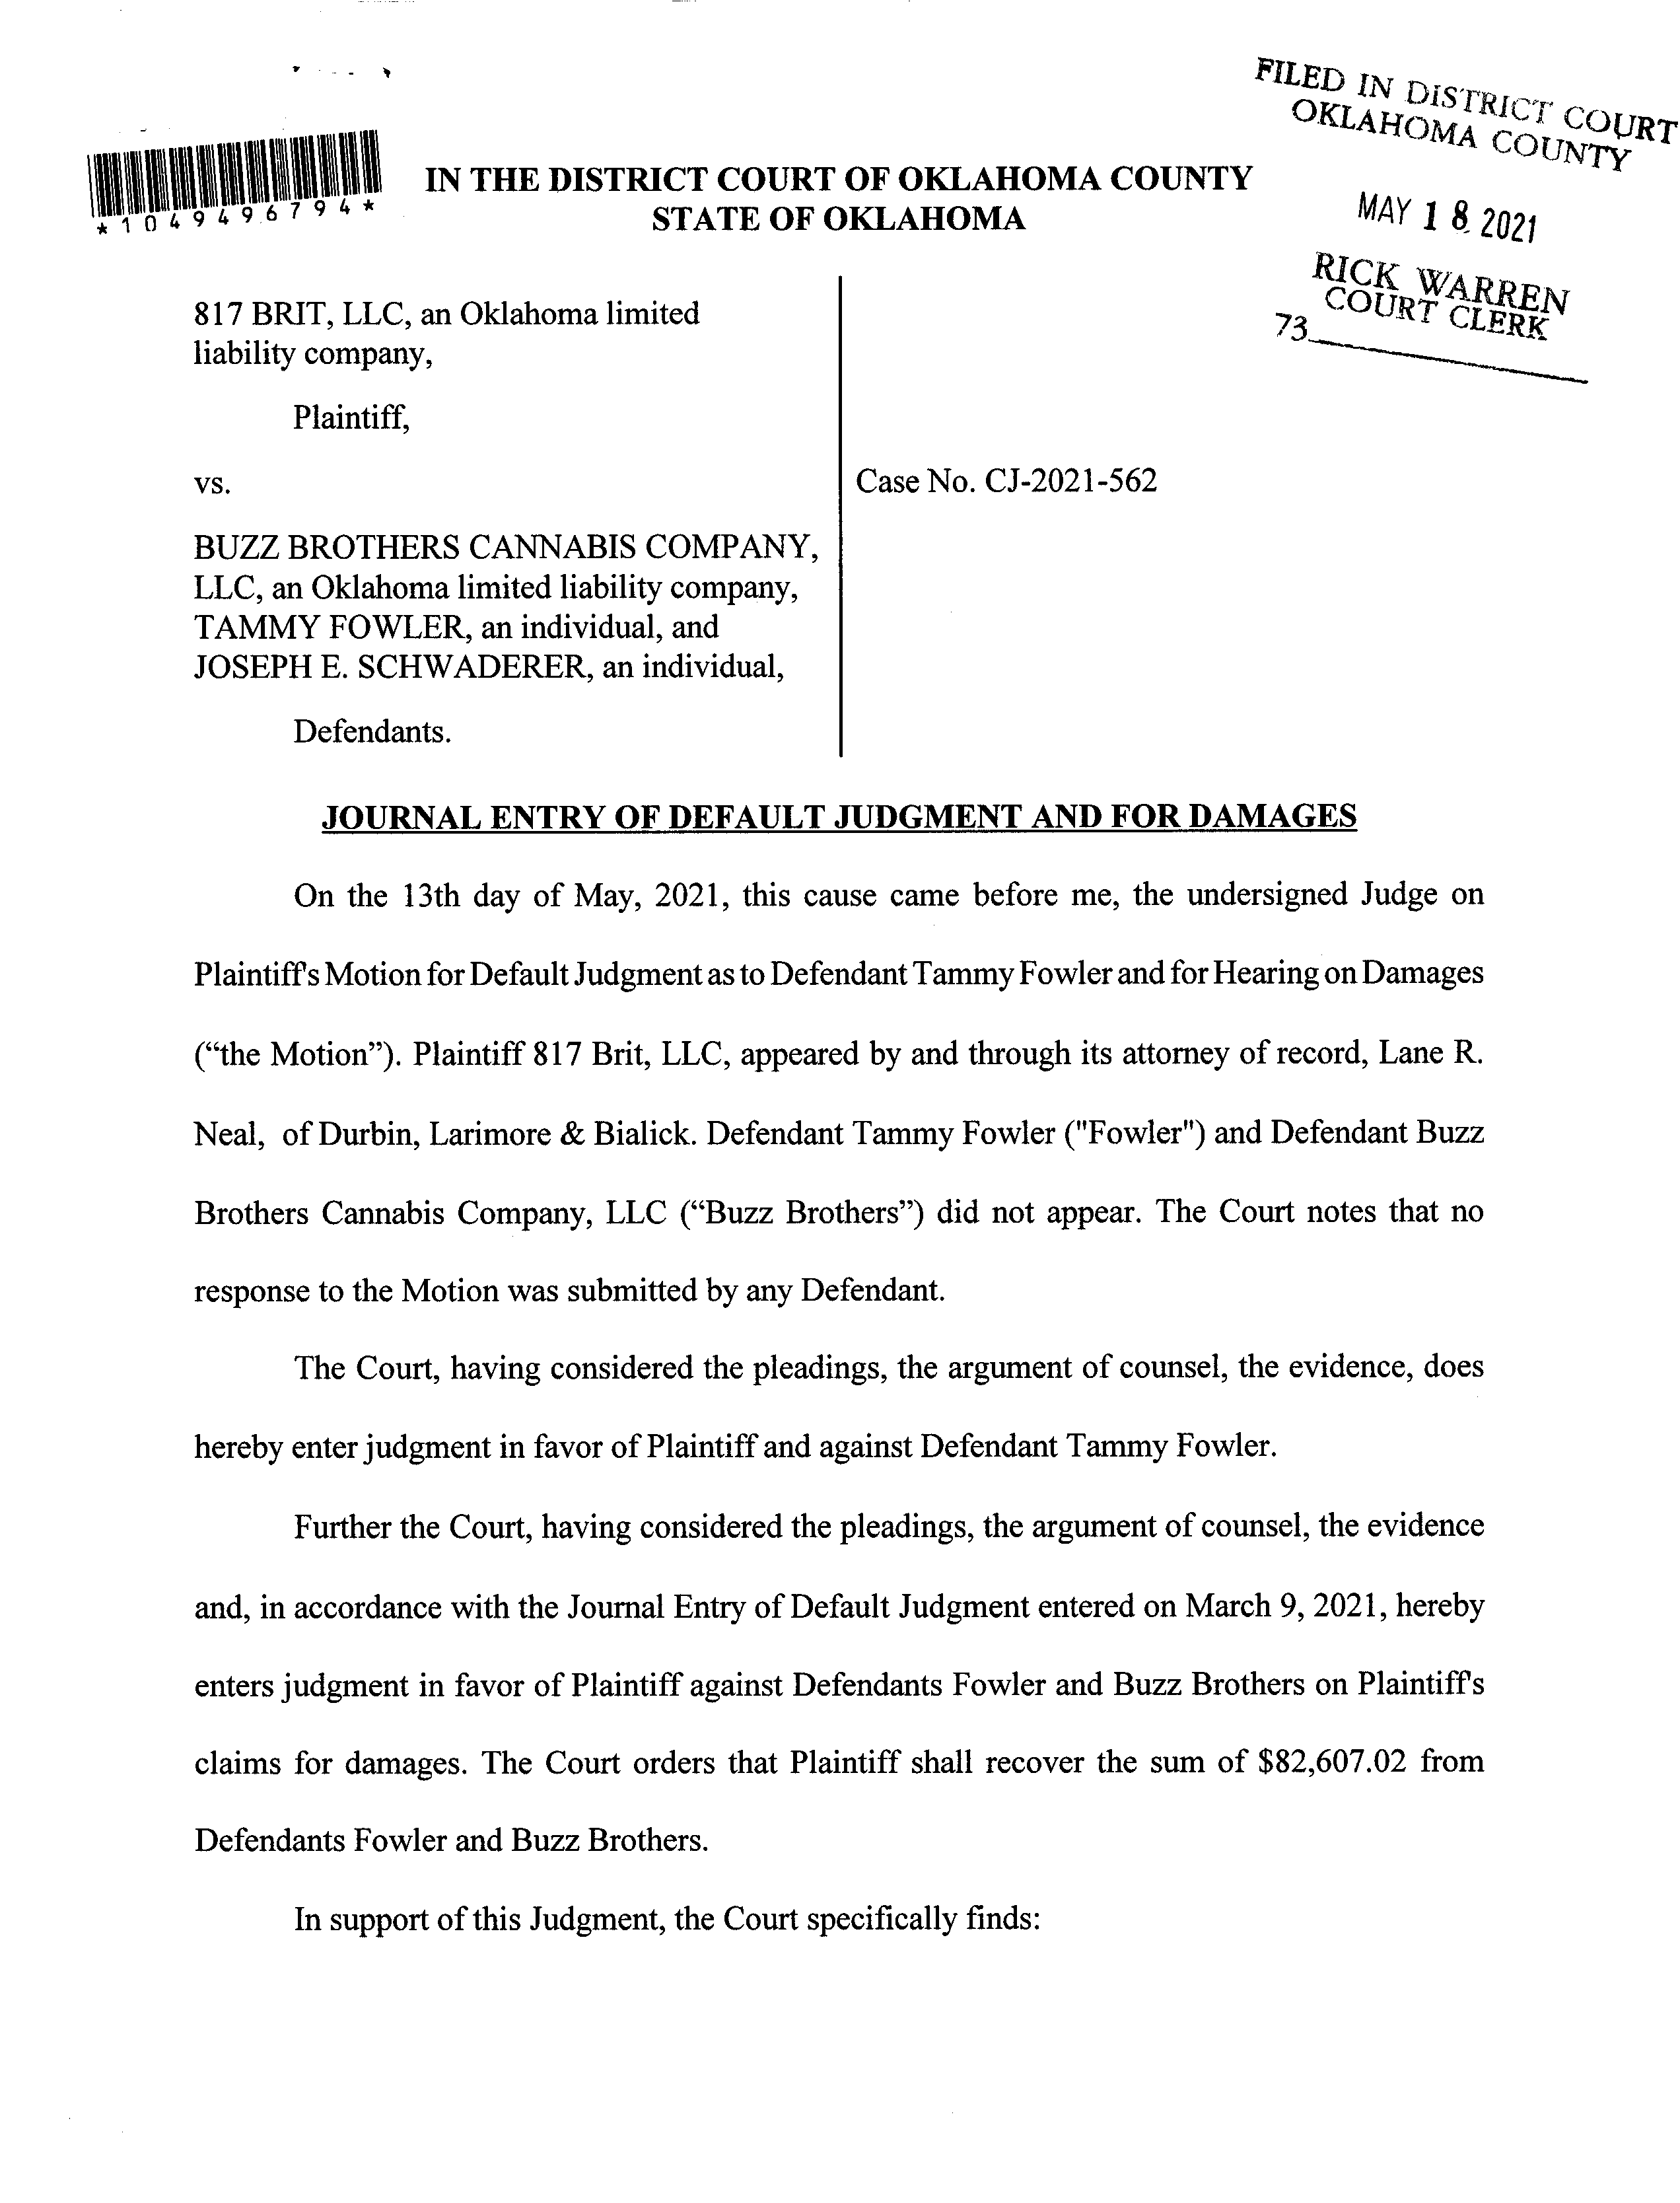 FILED IN DISTRICT COURT
OKLAHOMA COUNTY
MAY 18 2021
RICK WARREN
COURT CLERK
73
*1049496794*
IN THE DISTRICT COURT OF OKLAHOMA COUNTY
STATE OF OKLAHOMA
817 BRIT, LLC, an Oklahoma limited
liability company,
Plaintiff,
vs.
Case No. CJ-2021-562
BUZZ BROTHERS CANNABIS COMPANY,
LLC, an Oklahoma limited liability company,
TAMMY FOWLER, an individual, and
JOSEPH E. SCHWADERER, an individual,
Defendants.
JOURNAL ENTRY OF DEFAULT JUDGMENT AND FOR DAMAGES
On the 13th day of May, 2021, this cause came before me, the undersigned Judge on
Plaintiff's Motion for Default Judgment as to Defendant Tammy Fowler and for Hearing on Damages
(“the Motion”). Plaintiff 817 Brit, LLC, appeared by and through its attorney of record, Lane R.
Neal, of Durbin, Larimore & Bialick. Defendant Tammy Fowler ("Fowler") and Defendant Buzz
Brothers Cannabis Company, LLC (“Buzz Brothers”) did not appear. The Court notes that no
response to the Motion was submitted by any Defendant.
The Court, having considered the pleadings, the argument of counsel, the evidence, does
hereby enter judgment in favor of Plaintiff and against Defendant Tammy Fowler.
Further the Court, having considered the pleadings, the argument of counsel, the evidence
and, in accordance with the Journal Entry of Default Judgment entered on March 9, 2021, hereby
enters judgment in favor of Plaintiff against Defendants Fowler and Buzz Brothers on Plaintiff's
claims for damages. The Court orders that Plaintiff shall recover the sum of $82,607.02 from
Defendants Fowler and Buzz Brothers.
In support of this Judgment, the Court specifically finds: